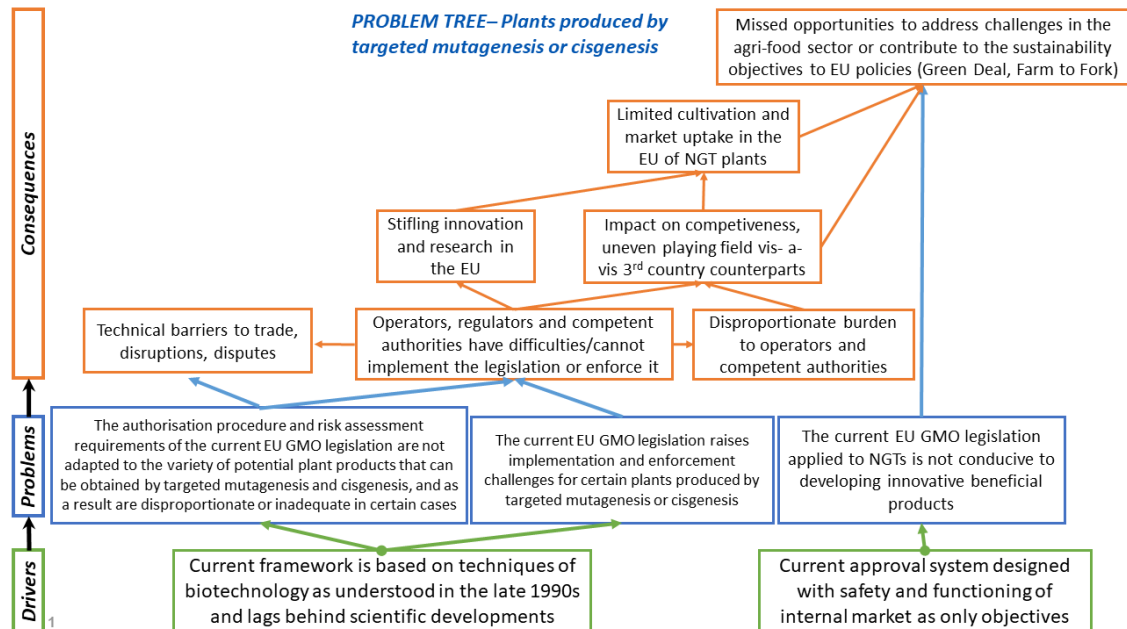 PROBLEM TREE– Plants produced by
targeted mutagenesis or cisgenesis
Missed opportunities to address challenges in the
agri-food sector or contribute to the sustainability
objectives to EU policies (Green Deal, Farm to Fork)
Limited cultivation and
market uptake in the
EU of NGT plants
Consequences
Stifling innovation
and research in
the EU
Impact on competiveness,
uneven playing field vis- a-
vis 3rd country counterparts
Technical barriers to trade,
disruptions, disputes
Operators, regulators and competent
authorities have difficulties/cannot
implement the legislation or enforce it
Disproportionate burden
to operators and
competent authorities
Problems
The authorisation procedure and risk assessment
requirements of the current EU GMO legislation are not
adapted to the variety of potential plant products that can
be obtained by targeted mutagenesis and cisgenesis, and as
a result are disproportionate or inadequate in certain cases
The current EU GMO legislation raises
implementation and enforcement
challenges for certain plants produced by
targeted mutagenesis or cisgenesis
The current EU GMO legislation
applied to NGTs is not conducive to
developing innovative beneficial
products
Drivers
Current framework is based on techniques of
biotechnology as understood in the late 1990s
and lags behind scientific developments
Current approval system designed
with safety and functioning of
internal market as only objectives
1